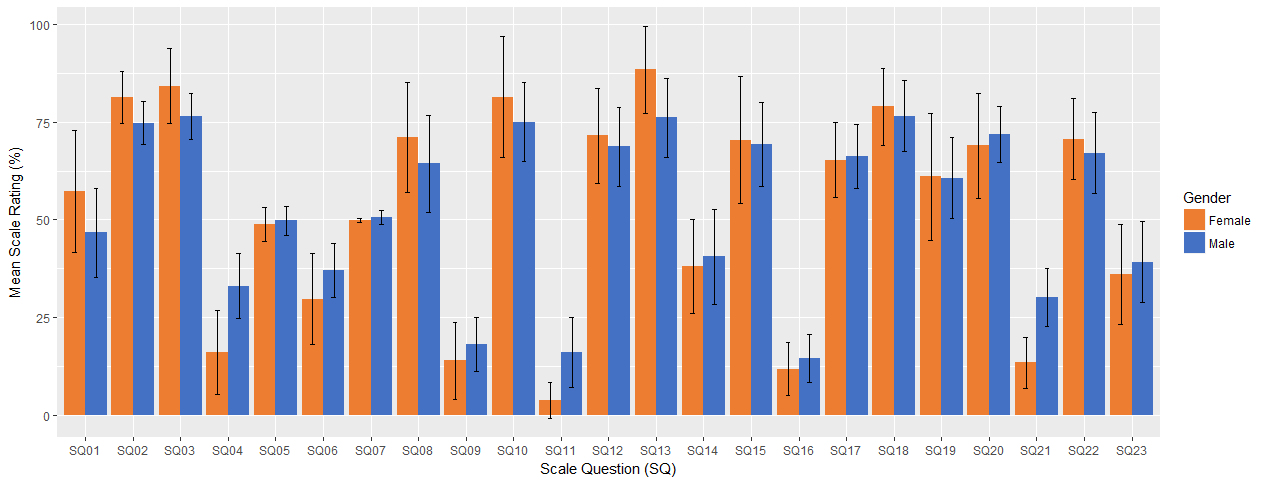 100
75
50
25
0
Mean Scale Rating (%)
SQ01 SQ02 SQ03 SQ04 SQ05 SQ06 SQ07 SQ08 SQ09 SQ10 SQ11 SQ12 SQ13 SQ14 SQ15 SQ16 SQ17 SQ18 SQ19 SQ20 SQ21 SQ22 SQ23
Scale Question (SQ)
Gender
Female
Male